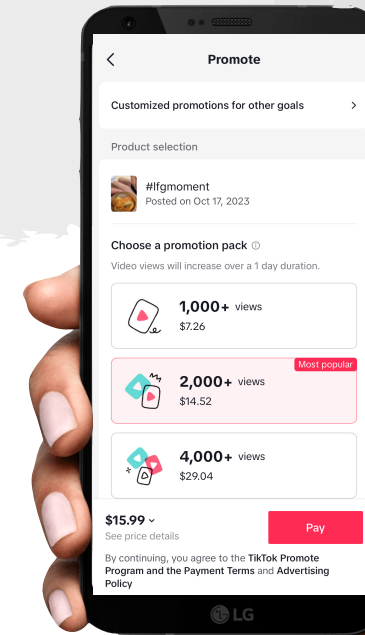 Promote
Customized promotions for other goals
Product selection
#lfgmoment
Posted on Oct 17, 2023
Choose a promotion pack
Video views will increase over a 1 day duration.
1,000+ views
$7.26
Most popular
2,000+ views
$14.52
4,000+ views
$29.04
$15.99
See price details
Pay
By continuing, you agree to the TikTok Promote
Program and the Payment Terms and Advertising
Policy
LG